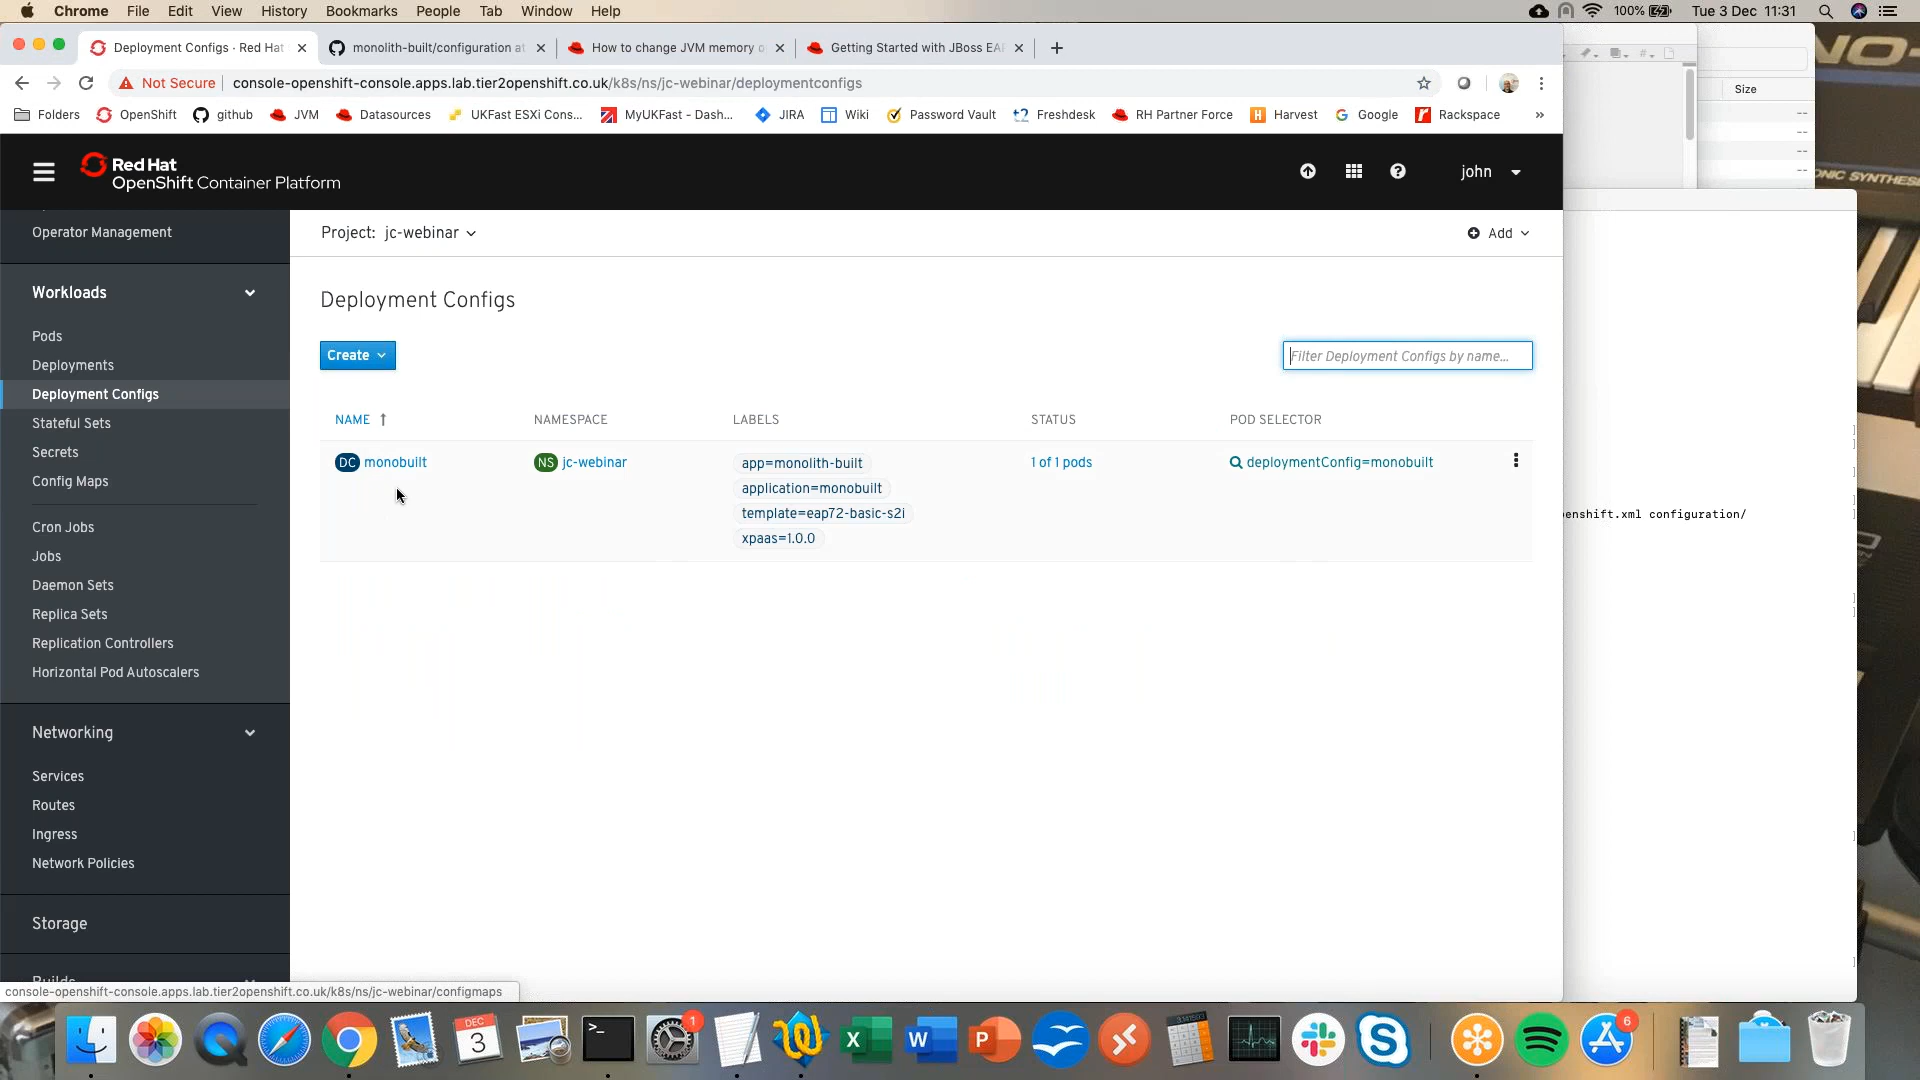 Chrome File Edit View History Bookmarks People Tab Window Help 100% Tue 3 Dec 11:31
Deployment Configs · Red Hat monolith-built/configuration at How to change JVM memory o Getting Started with JBoss EAP
Not Secure console-openshift-console.apps.lab.tier2openshift.co.uk/k8s/ns/jc-webinar/deploymentconfigs
Size
Folders OpenShift github JVM Datasources UKFast ESXi Cons... MyUKFast - Dash... JIRA Wiki Password Vault Freshdesk RH Partner Force Harvest Google Rackspace »
Red Hat
OpenShift Container Platform
john
ONIC SYNTHES
Operator Management
Project: jc-webinar
Add
Workloads
Deployment Configs
Pods
Create
Filter Deployment Configs by name...
Deployments
Deployment Configs
NAME NAMESPACE LABELS STATUS POD SELECTOR
Stateful Sets
Secrets
DC monobuilt NS jc-webinar app=monolith-built 1 of 1 pods deploymentConfig=monobuilt
Config Maps
application=monobuilt
template=eap72-basic-s2i
enshift.xml configuration/
Cron Jobs
xpaas=1.0.0
Jobs
Daemon Sets
Replica Sets
Replication Controllers
Horizontal Pod Autoscalers
Networking
Services
Routes
Ingress
Network Policies
Storage
Builds
console-openshift-console.apps.lab.tier2openshift.co.uk/k8s/ns/jc-webinar/configmaps
DEC
3
1
6